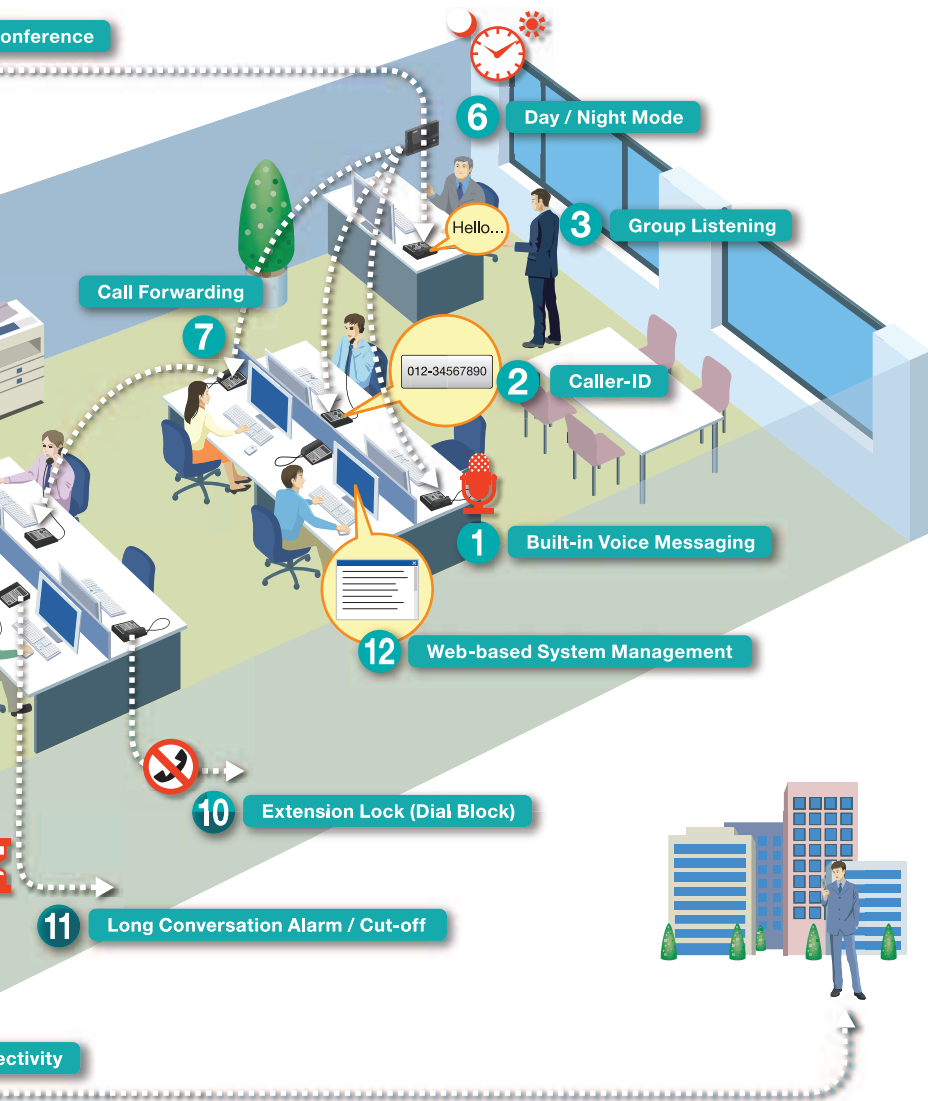 onference
6 Day / Night Mode
3 Group Listening
Hello...
Call Forwarding
7
012-34567890
2 Caller-ID
1 Built-in Voice Messaging
12 Web-based System Management
10 Extension Lock (Dial Block)
11 Long Conversation Alarm / Cut-off
ectivity